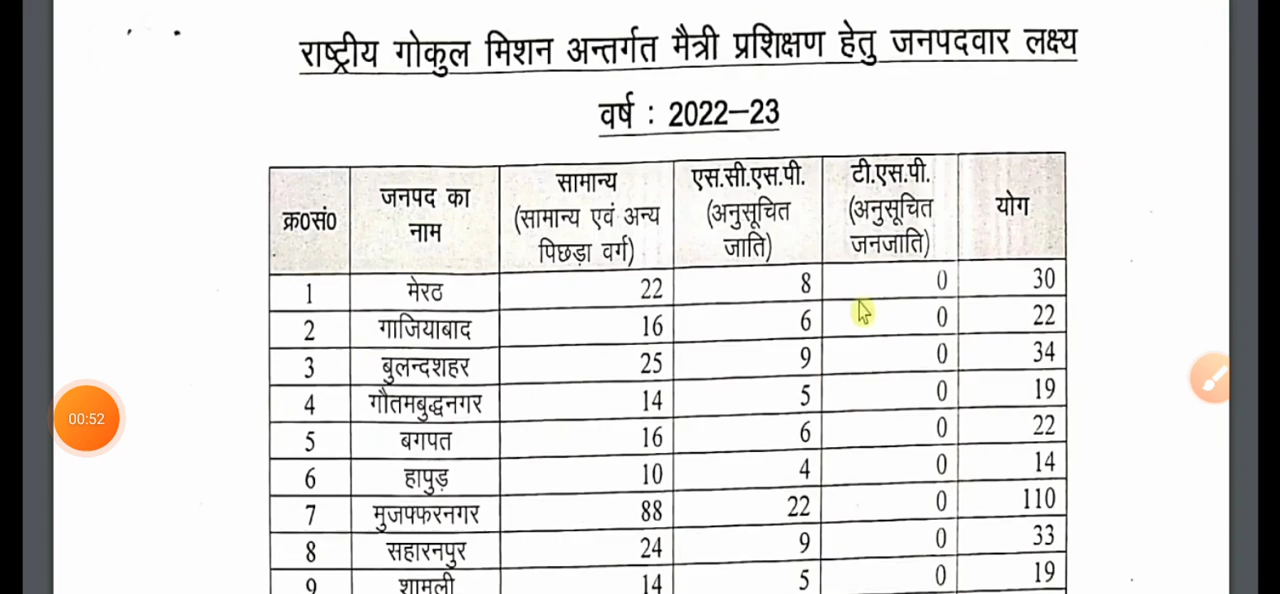 राष्ट्रीय गोकुल मिशन अन्तर्गत मैत्री प्रशिक्षण हेतु जनपदवार लक्ष्य
वर्ष : 2022–23
क्र0सं0 जनपद का नाम सामान्य (सामान्य एवं अन्य पिछड़ा वर्ग) एस.सी.एस.पी. (अनुसूचित जाति) टी.एस.पी. (अनुसूचित जनजाति) योग
1 मेरठ 22 8 0 30
2 गाजियाबाद 16 6 0 22
3 बुलन्दशहर 25 9 0 34
4 गौतमबुद्धनगर 14 5 0 19
5 बगपत 16 6 0 22
6 हापुड़ 10 4 0 14
7 मुजफ्फरनगर 88 22 0 110
8 सहारनपुर 24 9 0 33
9 शामली 14 5 0 19
00:52